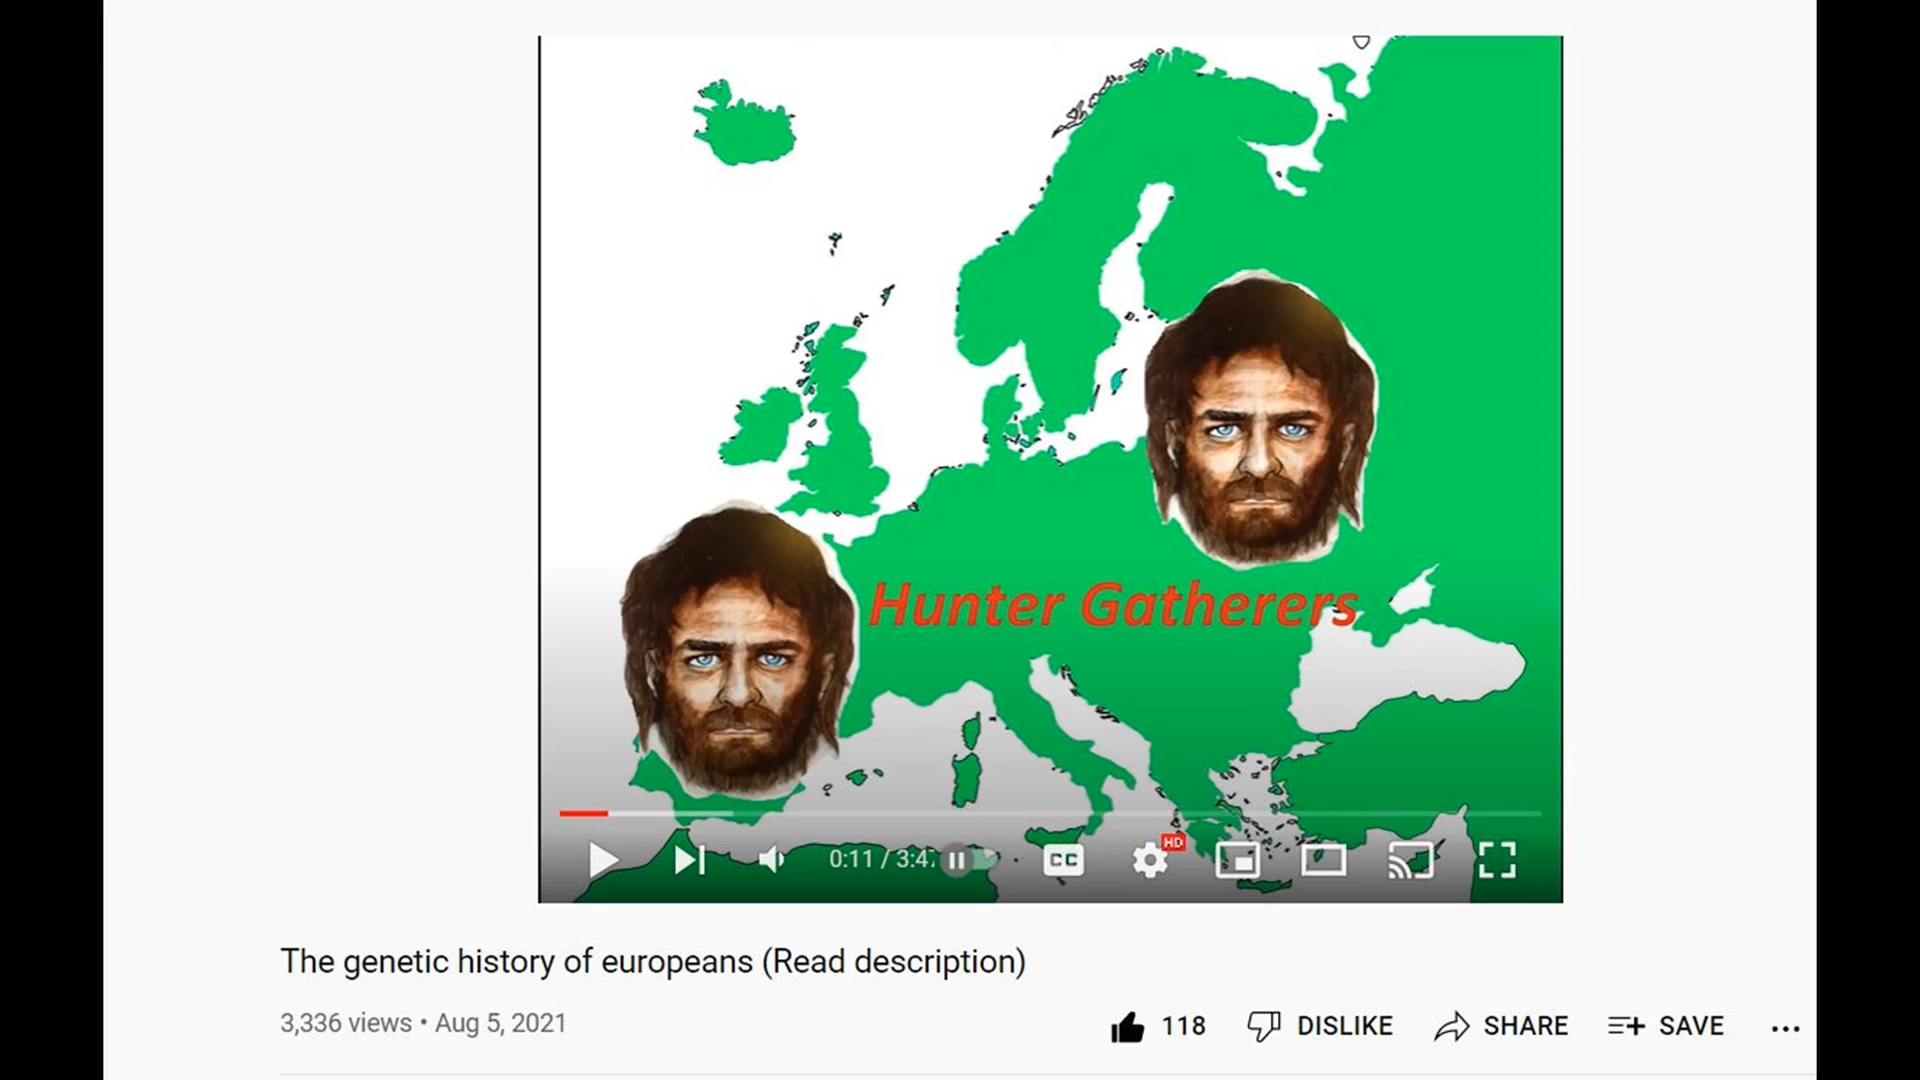 Hunter Gatherers
HD
0:11 / 3:47
CC
The genetic history of europeans (Read description)
3,336 views • Aug 5, 2021
118 DISLIKE SHARE SAVE ...